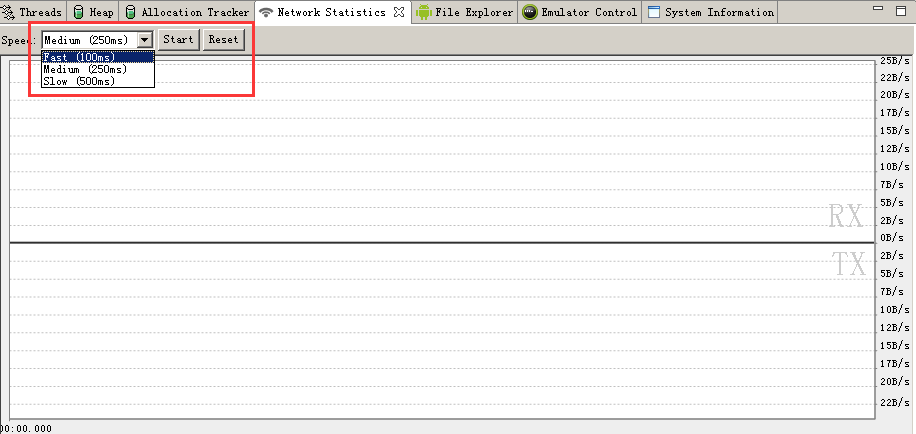 Threads Heap Allocation Tracker Network Statistics File Explorer Emulator Control System Information
Speed: Medium (250ms) Start Reset
Fast (100ms)
Medium (250ms)
Slow (500ms)
25B/s
22B/s
20B/s
17B/s
15B/s
12B/s
10B/s
7B/s
5B/s
RX
2B/s
0B/s
2B/s
TX
5B/s
7B/s
10B/s
12B/s
15B/s
17B/s
20B/s
22B/s
00:00.000